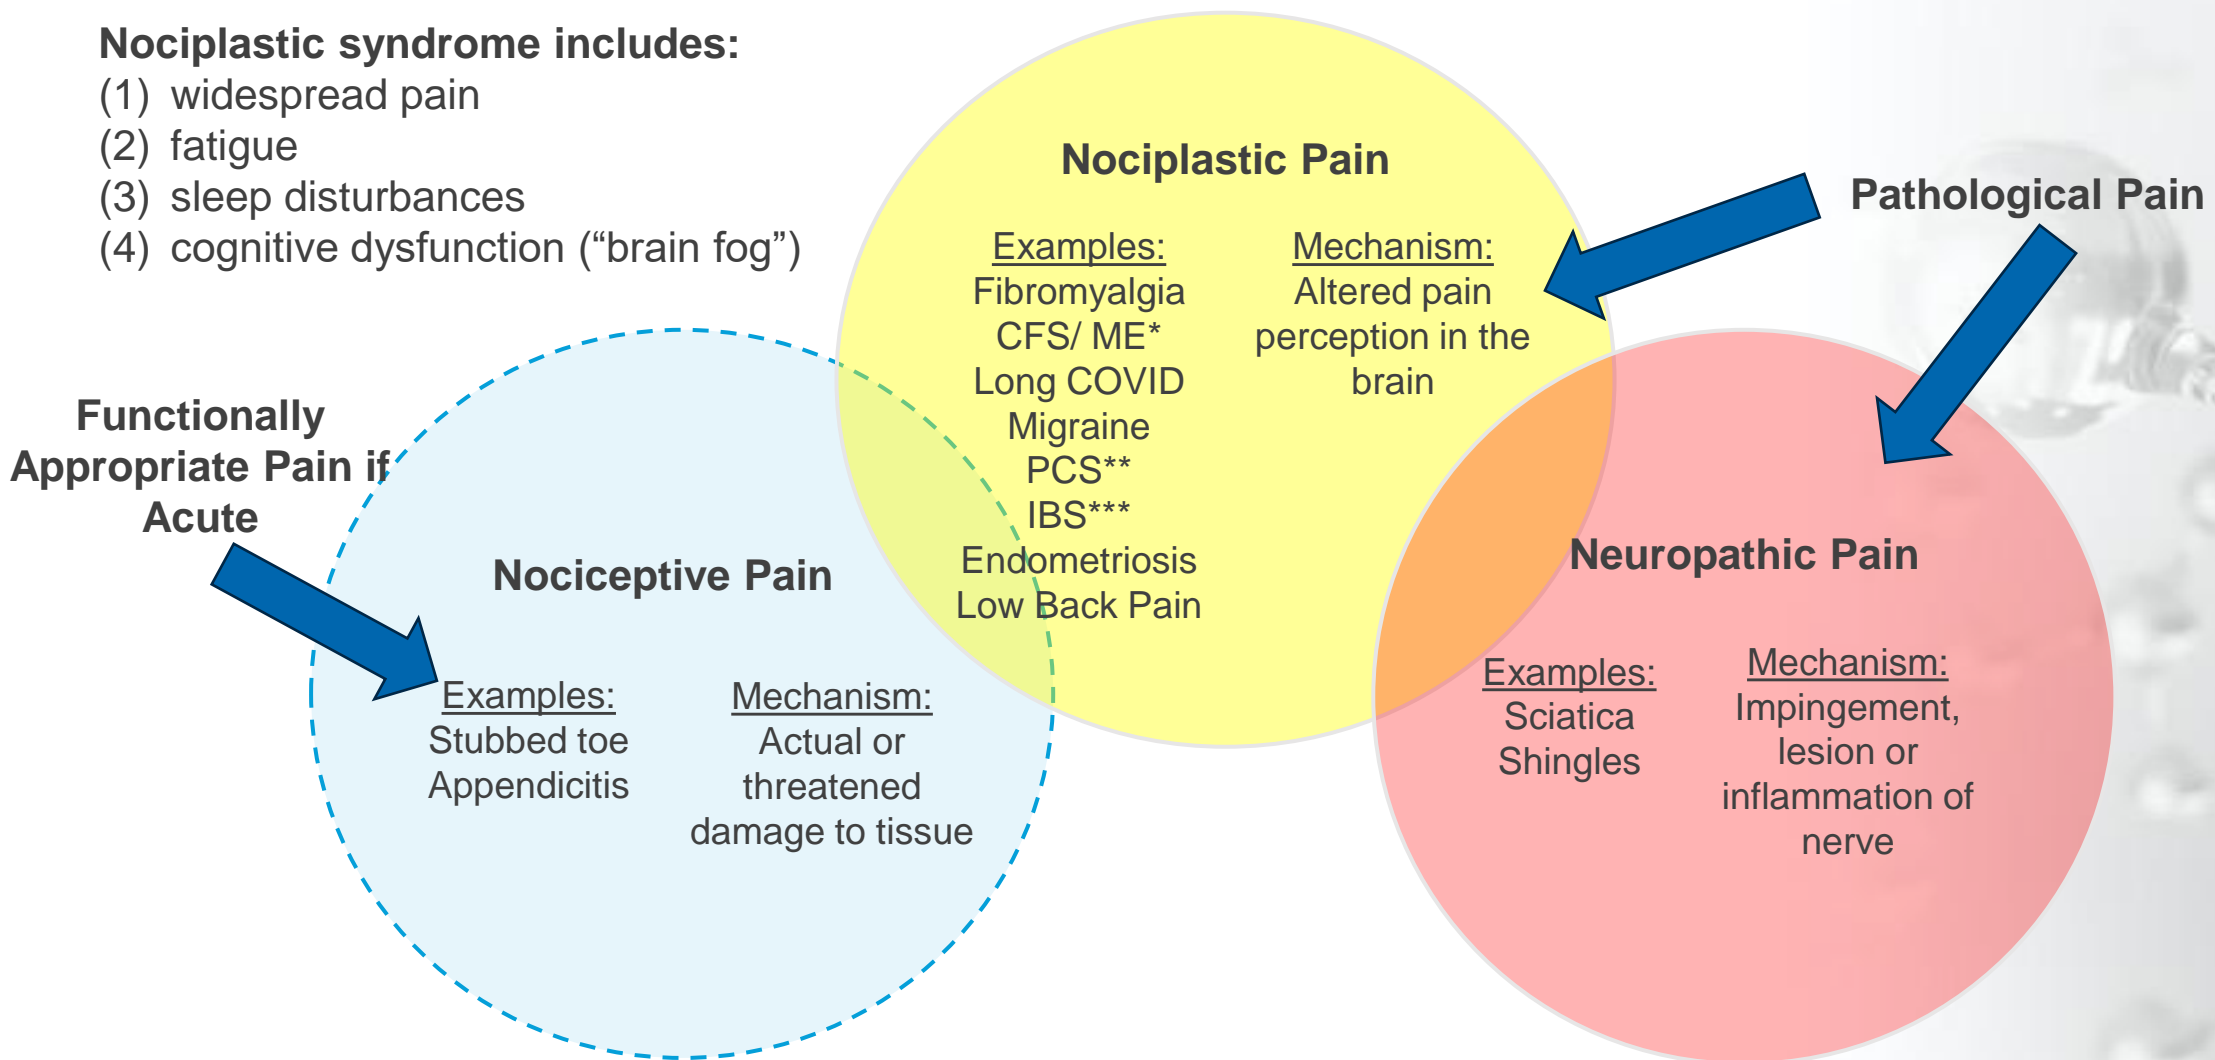 Nociplastic syndrome includes:
(1) widespread pain
(2) fatigue
(3) sleep disturbances
(4) cognitive dysfunction (“brain fog”)
Nociplastic Pain
Examples:
Fibromyalgia
CFS/ ME*
Long COVID
Migraine
PCS**
IBS***
Endometriosis
Low Back Pain
Mechanism:
Altered pain
perception in the
brain
Pathological Pain
Functionally
Appropriate Pain if
Acute
Nociceptive Pain
Examples:
Stubbed toe
Appendicitis
Mechanism:
Actual or
threatened
damage to tissue
Neuropathic Pain
Examples:
Sciatica
Shingles
Mechanism:
Impingement,
lesion or
inflammation of
nerve